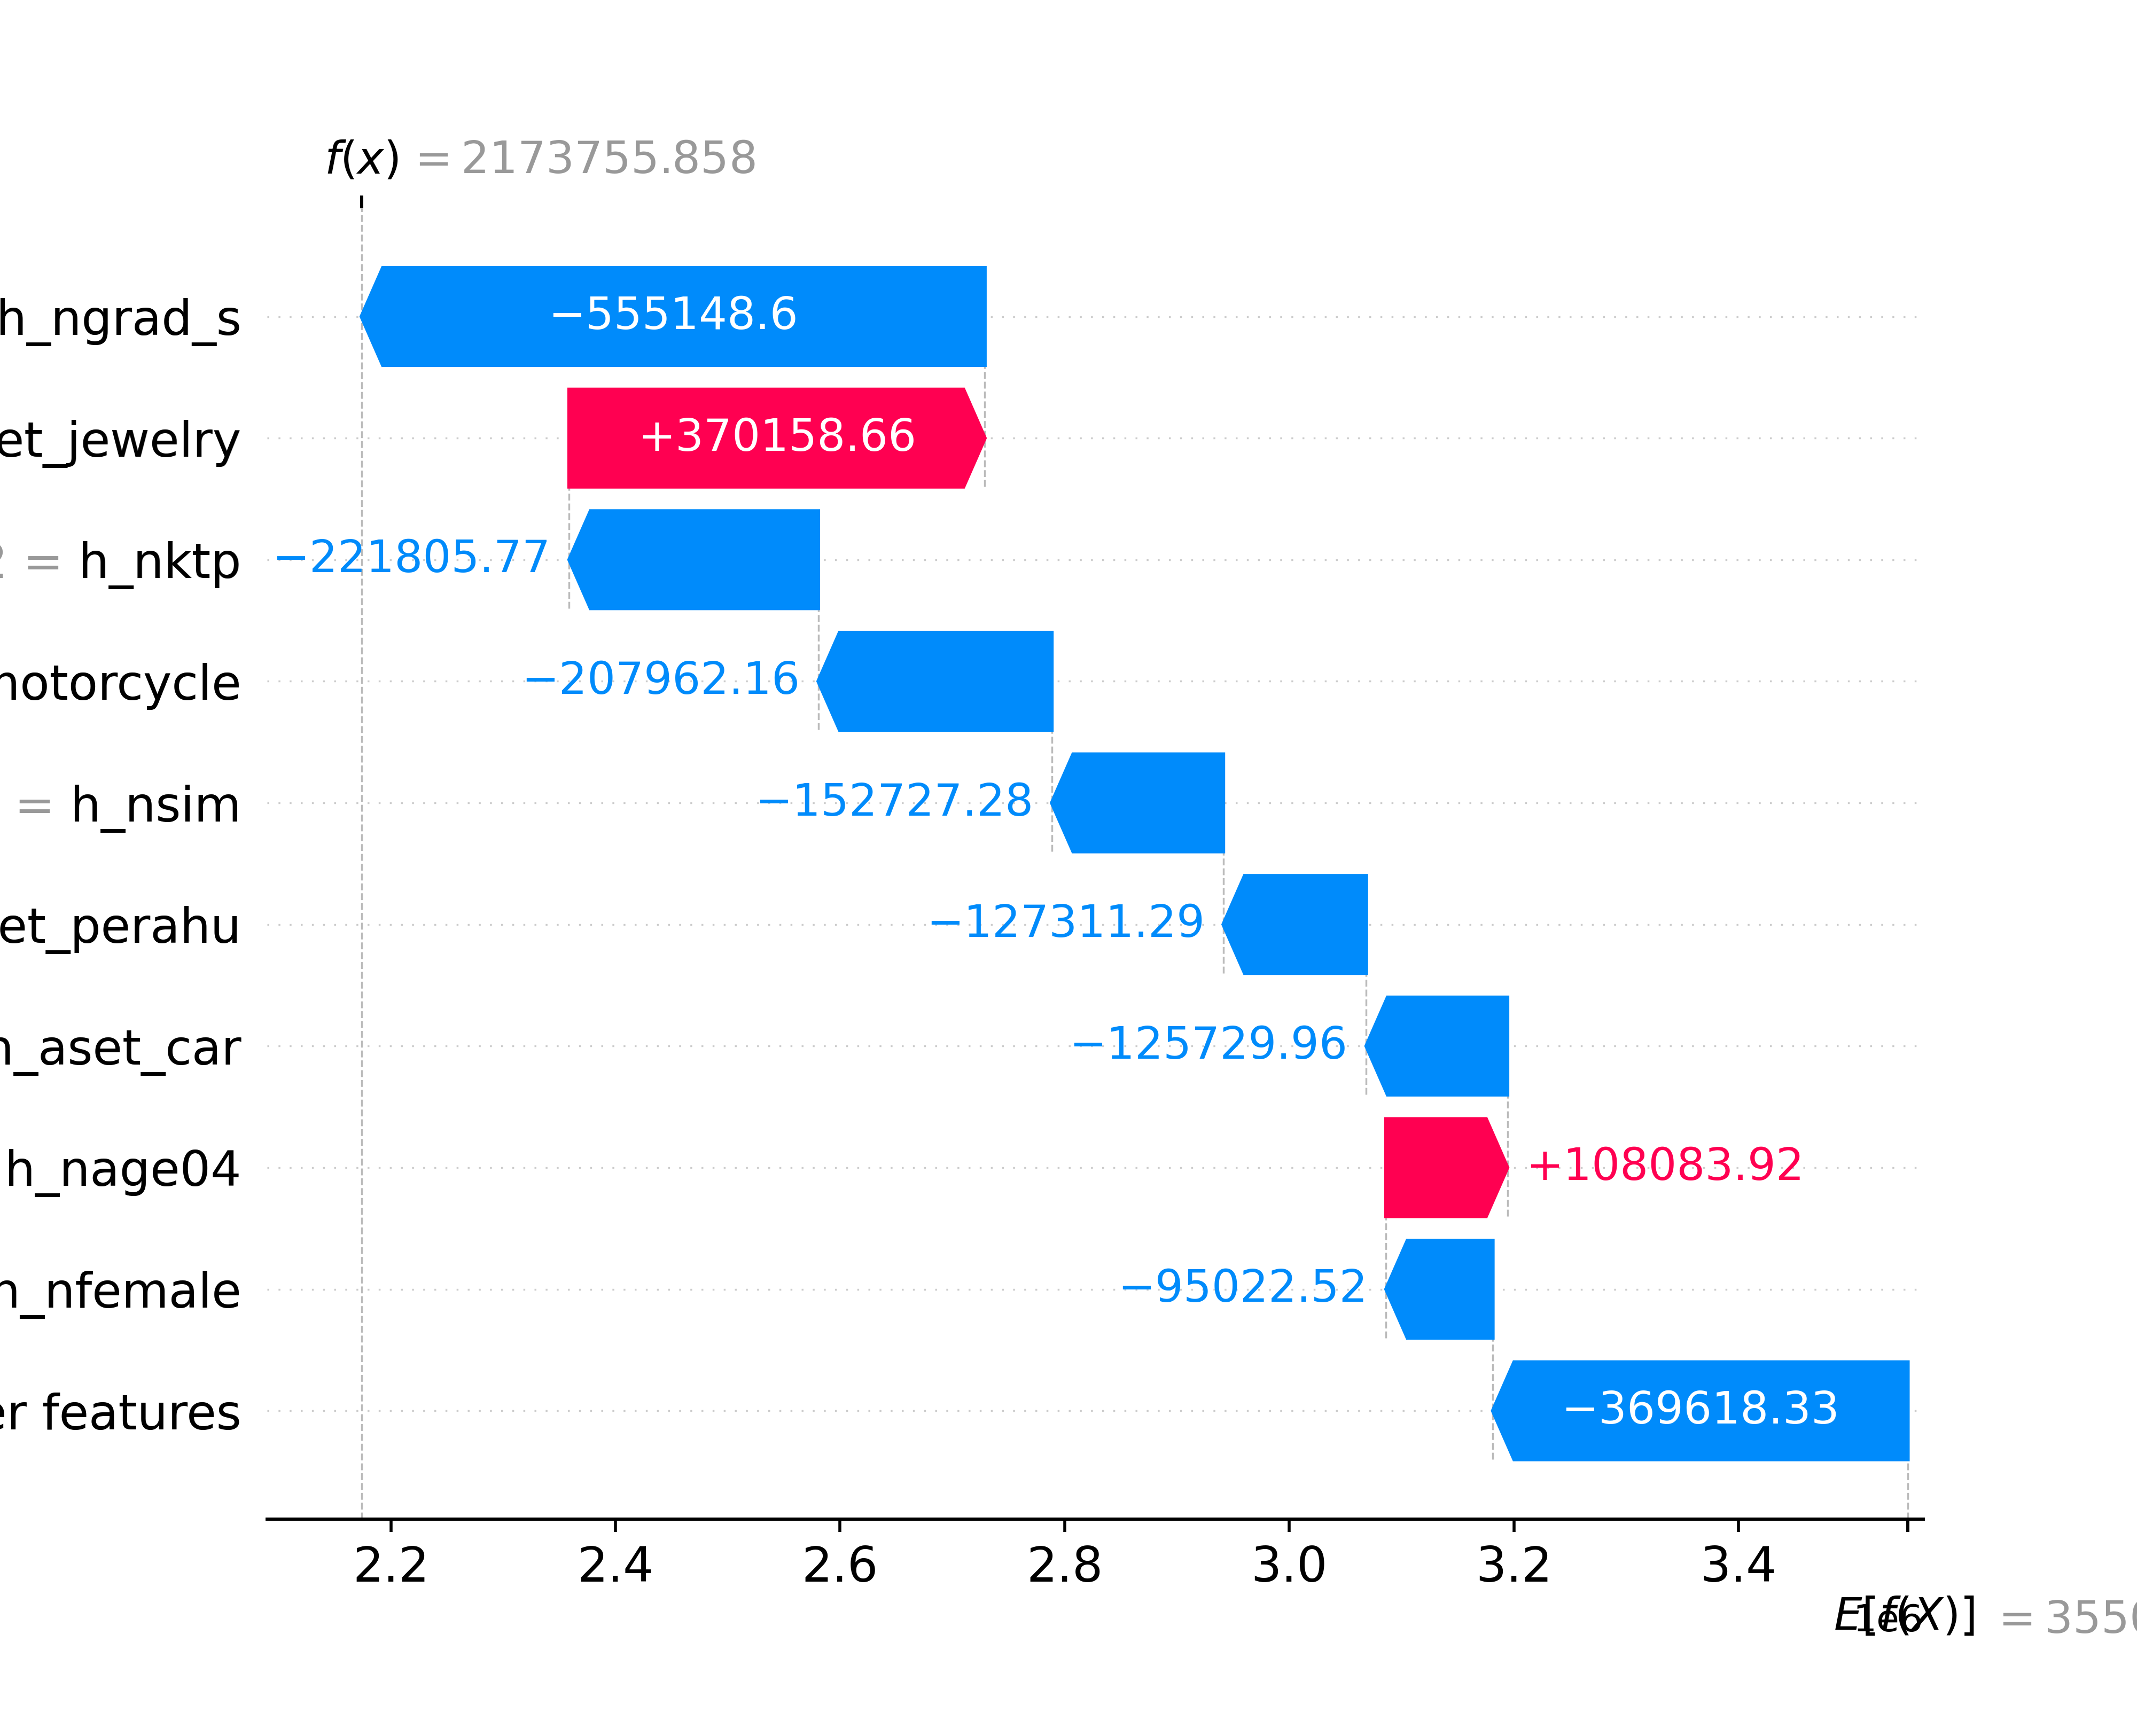 f(x) = 2173755.858
h_ngrad_s −555148.6
et_jewelry +370158.66
= h_nktp −221805.77
motorcycle −207962.16
= h_nsim −152727.28
et_perahu −127311.29
_aset_car −125729.96
h_nage04 +108083.92
_nfemale −95022.52
er features −369618.33
2.2 2.4 2.6 2.8 3.0 3.2 3.4
E[f(X)] = 3550
1e6